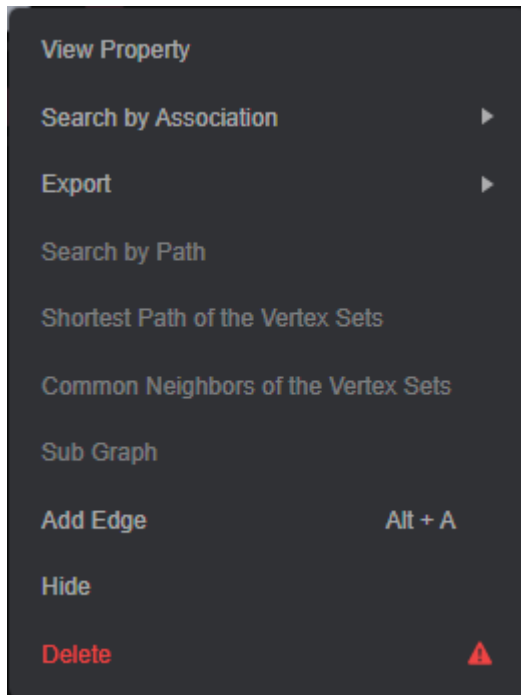 View Property
Search by Association
Export
Search by Path
Shortest Path of the Vertex Sets
Common Neighbors of the Vertex Sets
Sub Graph
Add Edge Alt + A
Hide
Delete